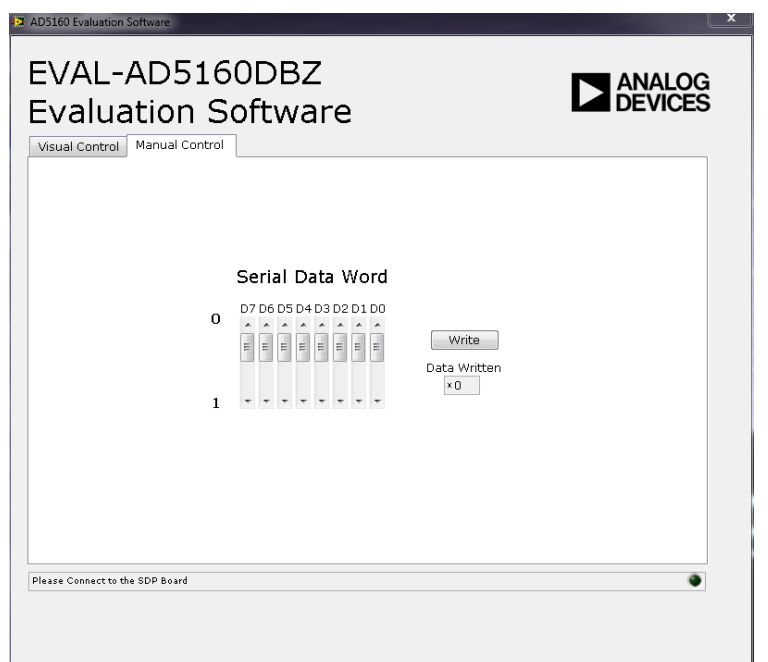 AD5160 Evaluation Software
x
EVAL-AD5160DBZ
Evaluation Software
ANALOG
DEVICES
Visual Control
Manual Control
Serial Data Word
D7 D6 D5 D4 D3 D2 D1 D0
0
1
Write
Data Written
x 0
Please Connect to the SDP Board